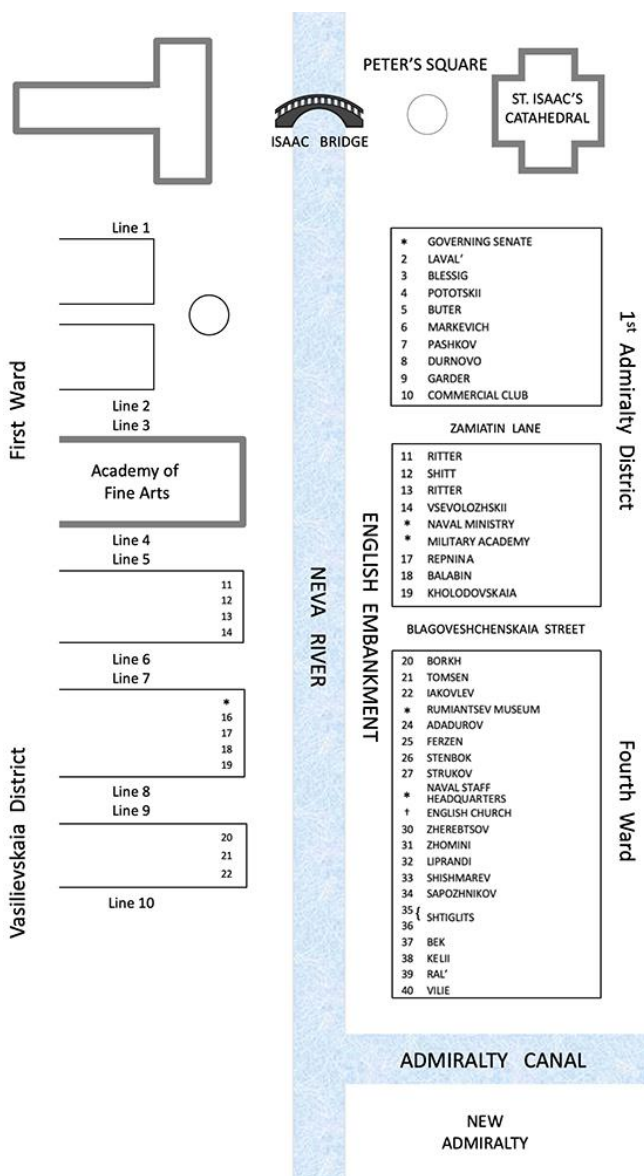 PETER'S SQUARE
ST. ISAAC'S
CATAHEDRAL
ISAAC BRIDGE
Line 1
Line 2
Line 3
First Ward
Academy of
Fine Arts
Line 4
Line 5
11
12
13
14
Line 6
Line 7
*
16
17
18
19
Line 8
Line 9
20
21
22
Line 10
Vasilievskaia District
NEVA RIVER
ENGLISH EMBANKMENT
* GOVERNING SENATE
2 LAVAL'
3 BLESSIG
4 POTOTSKII
5 BUTER
6 MARKEVICH
7 PASHKOV
8 DURNOVO
9 GARDER
10 COMMERCIAL CLUB
ZAMIATIN LANE
11 RITTER
12 SHITT
13 RITTER
14 VSEVOLOZHSKII
* NAVAL MINISTRY
* MILITARY ACADEMY
17 REPNINA
18 BALABIN
19 KHOLODOVSKAIA
1st Admiralty District
BLAGOVESHCHENSKAIA STREET
20 BORKH
21 TOMSEN
22 IAKOVLEV
* RUMIANTSEV MUSEUM
24 ADADUROV
25 FERZEN
26 STENBOK
27 STRUKOV
* NAVAL STAFF
HEADQUARTERS
† ENGLISH CHURCH
30 ZHEREBTSOV
31 ZHOMINI
32 LIPRANDI
33 SHISHMAREV
34 SAPOZHNIKOV
35 { SHTIGLITS
36
37 BEK
38 KELII
39 RAL'
40 VILIE
Fourth Ward
ADMIRALTY CANAL
NEW
ADMIRALTY